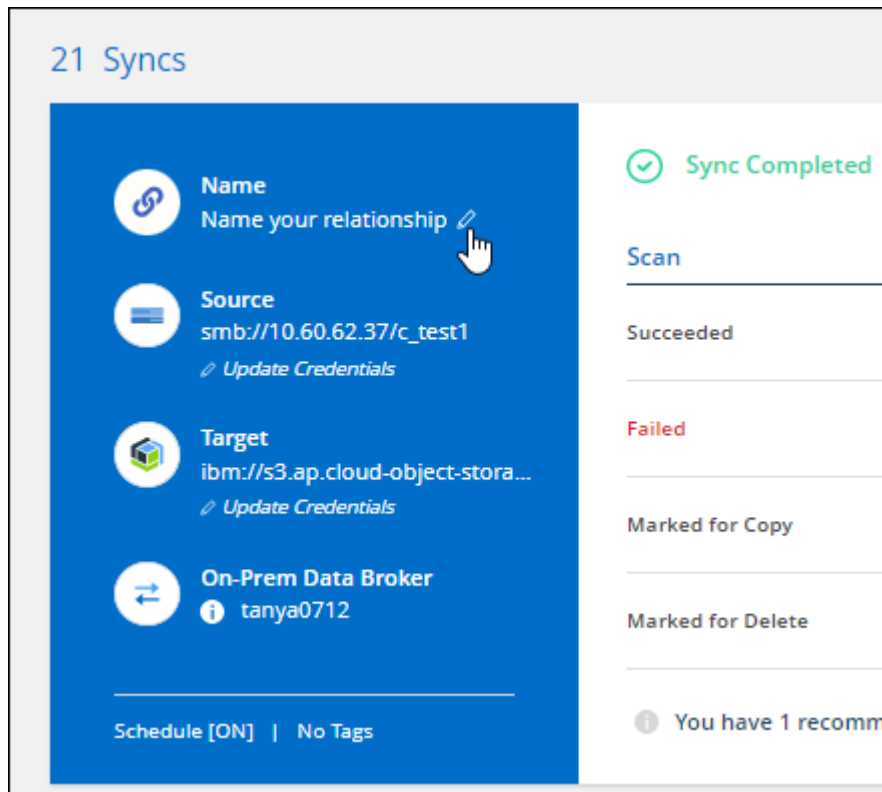 21 Syncs
Name
Name your relationship
Source
smb://10.60.62.37/c_test1
Update Credentials
Target
ibm://s3.ap.cloud-object-stora...
Update Credentials
On-Prem Data Broker
tanya0712
Schedule [ON] | No Tags
Sync Completed
Scan
Succeeded
Failed
Marked for Copy
Marked for Delete
You have 1 recomm